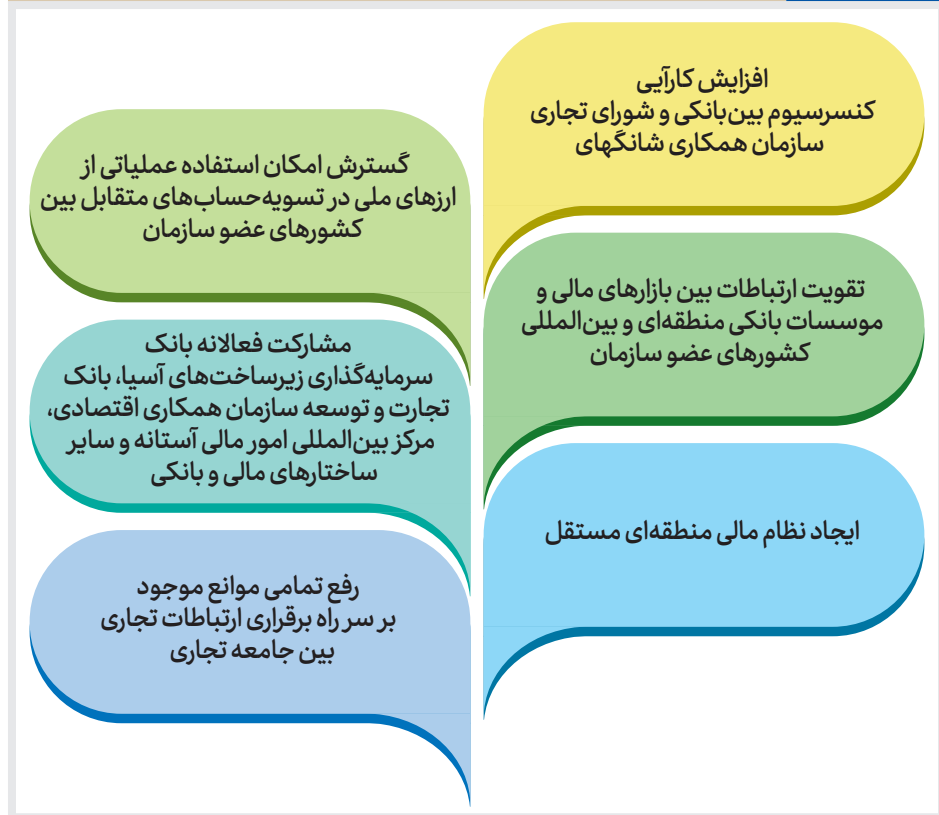 افزایش کارآیی
کنسرسیوم بین‌بانکی و شورای تجاری
سازمان همکاری شانگهای
گسترش امکان استفاده عملیاتی از
ارزهای ملی در تسویه‌حساب‌های متقابل بین
کشورهای عضو سازمان
تقویت ارتباطات بین بازارهای مالی و
موسسات بانکی منطقه‌ای و بین‌المللی
کشورهای عضو سازمان
مشارکت فعالانه بانک
سرمایه‌گذاری زیرساخت‌های آسیا، بانک
تجارت و توسعه سازمان همکاری اقتصادی،
مرکز بین‌المللی امور مالی آستانه و سایر
ساختارهای مالی و بانکی
ایجاد نظام مالی منطقه‌ای مستقل
رفع تمامی موانع موجود
بر سر راه برقراری ارتباطات تجاری
بین جامعه تجاری